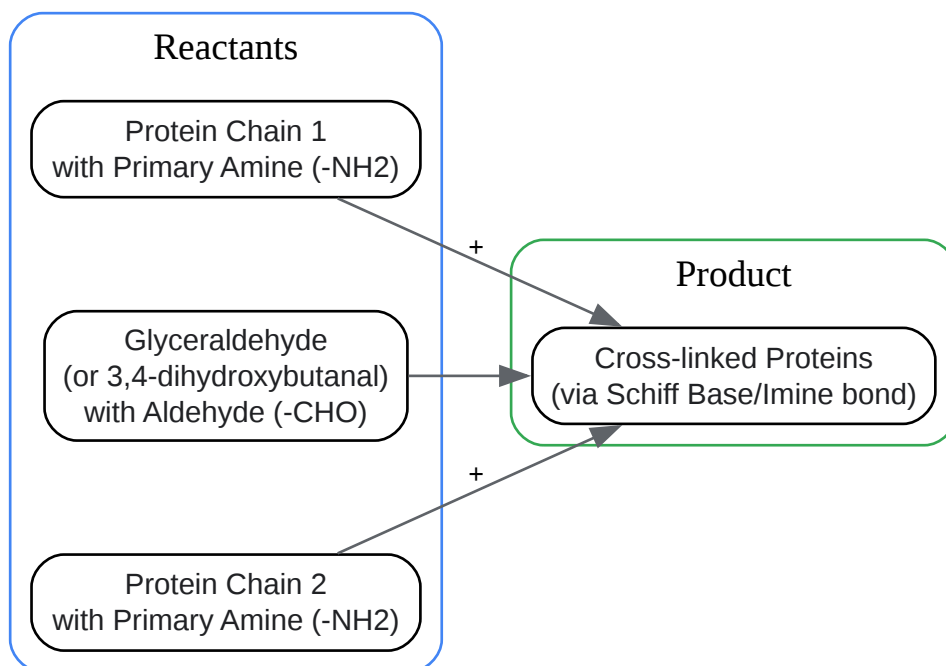 Reactants
Protein Chain 1
with Primary Amine (-NH2)
+
Product
Glyceraldehyde
(or 3,4-dihydroxybutanal)
with Aldehyde (-CHO)
Cross-linked Proteins
(via Schiff Base/Imine bond)
+
Protein Chain 2
with Primary Amine (-NH2)